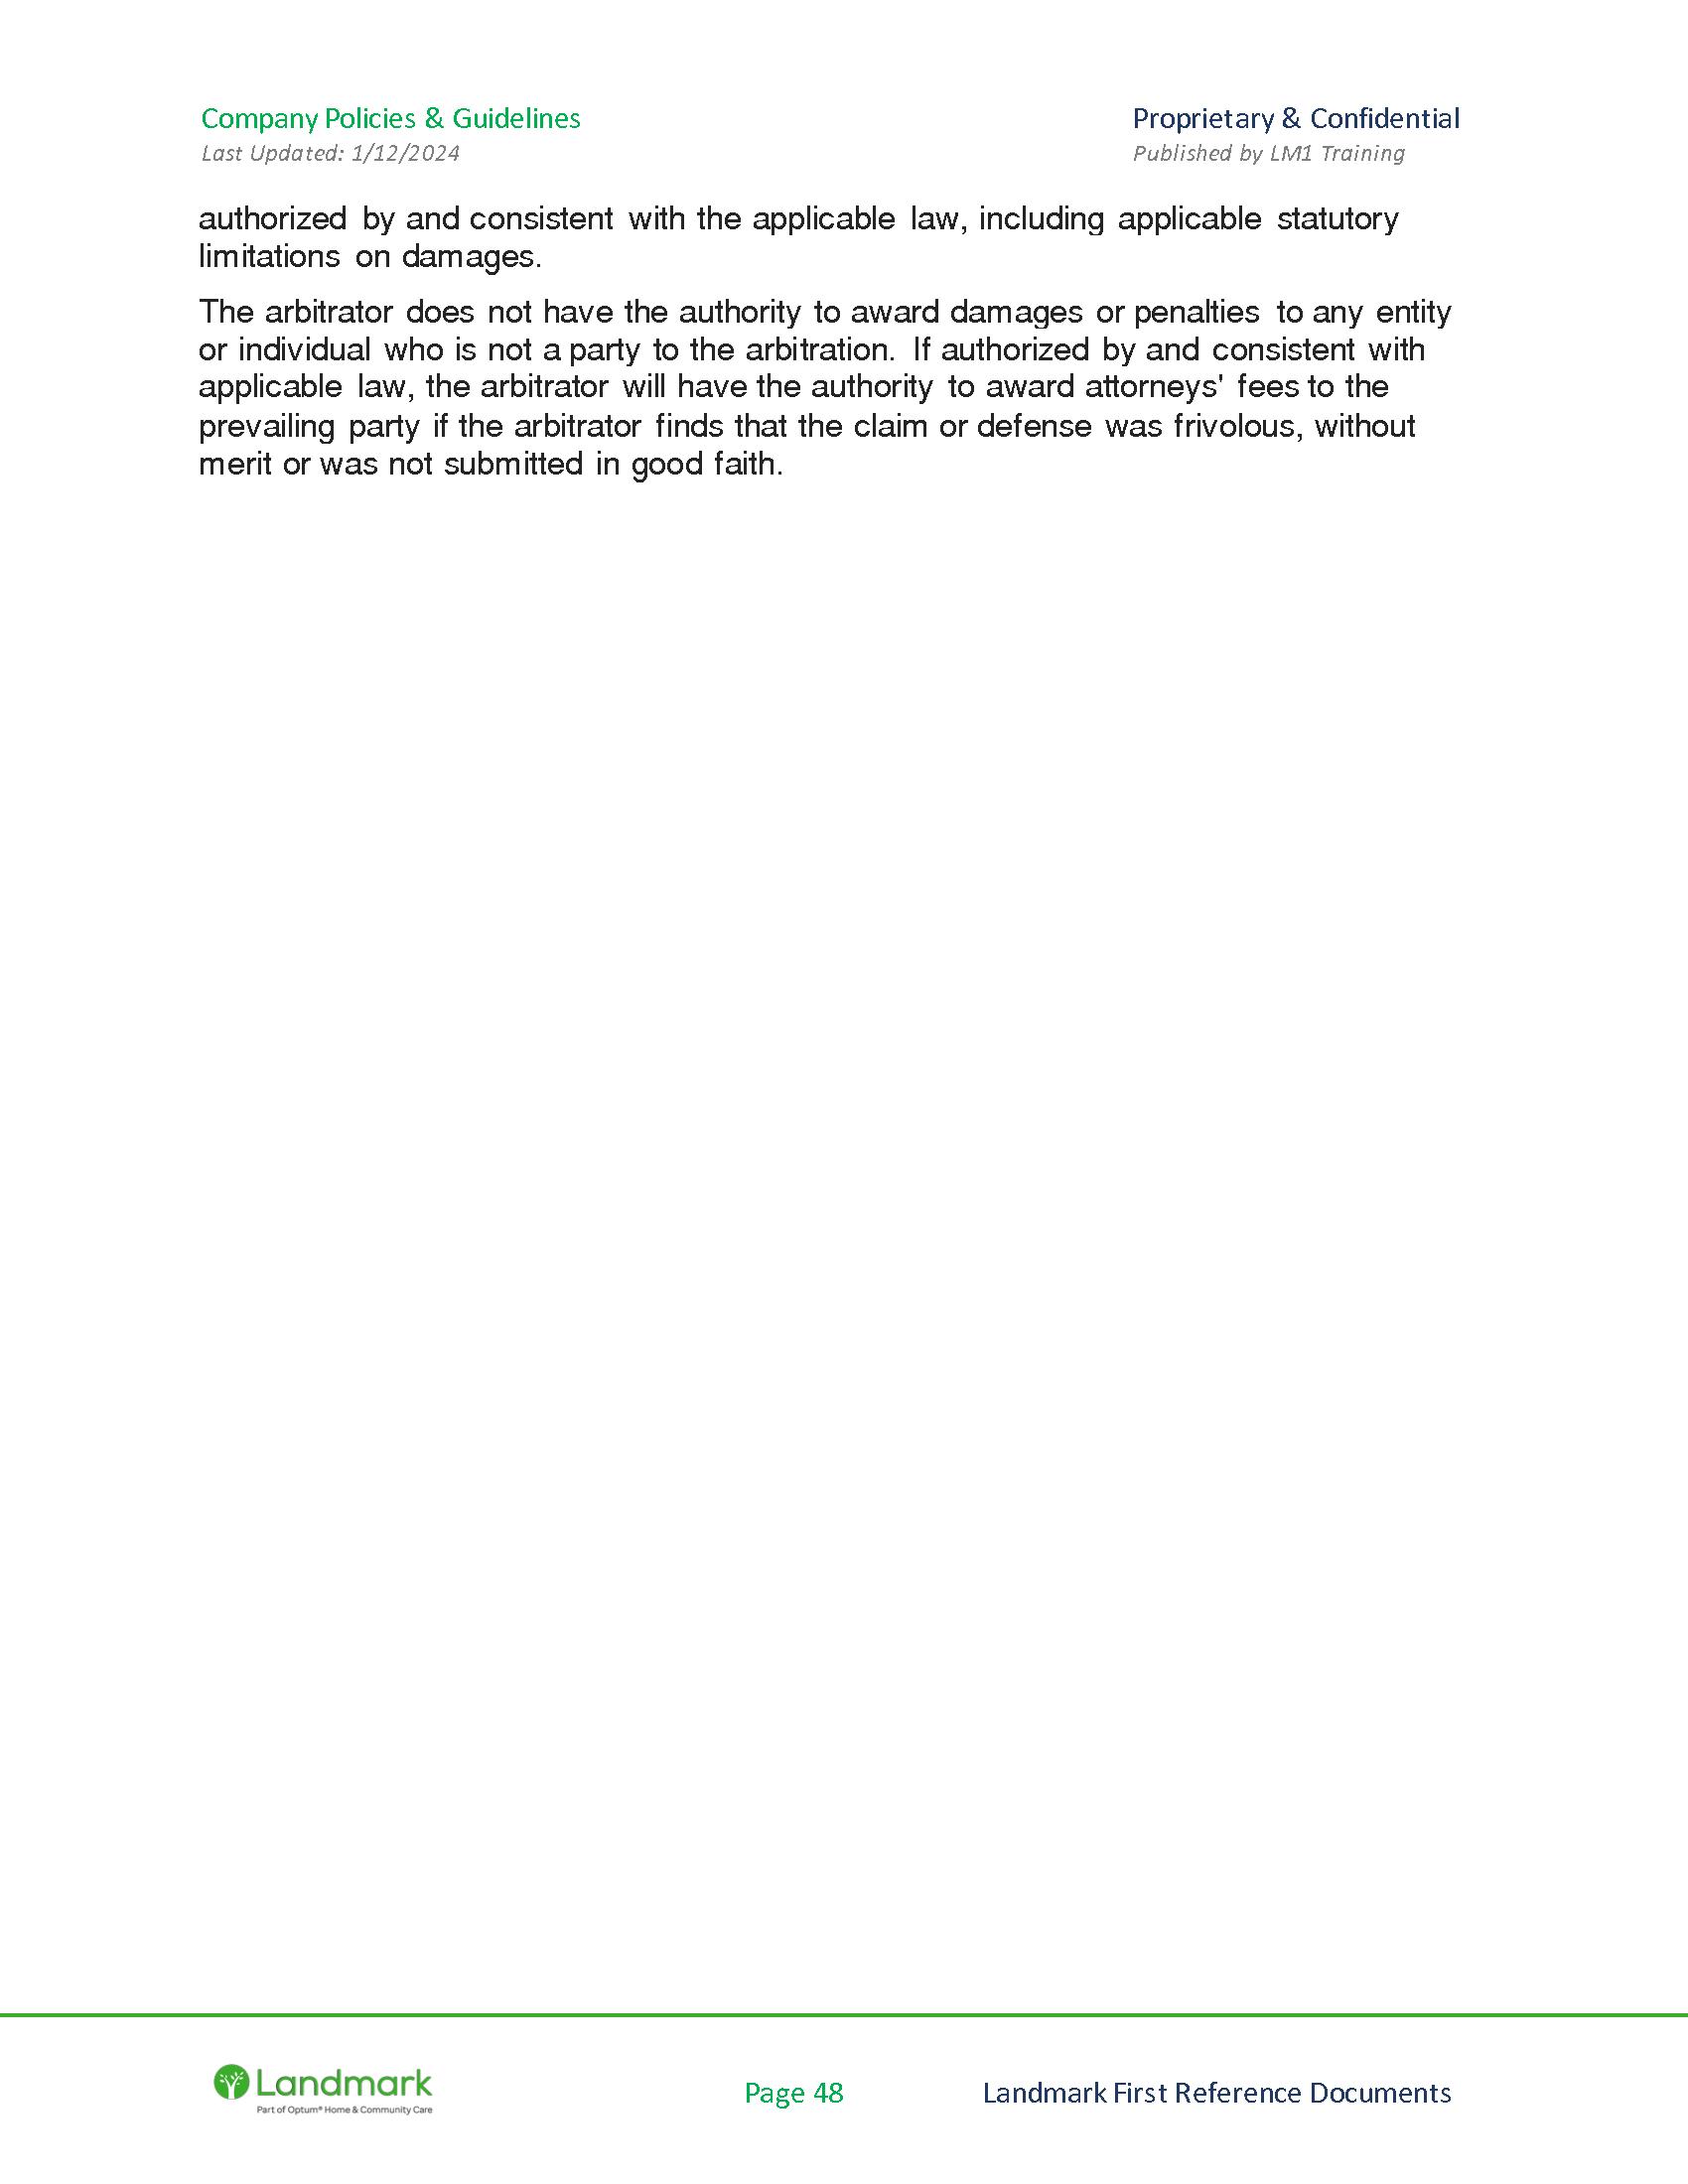 Company Policies & Guidelines
Proprietary & Confidential
Last Updated: 1/12/2024
Published by LM1 Training
authorized by and consistent with the applicable law, including applicable statutory
limitations on damages.
The arbitrator does not have the authority to award damages or penalties to any entity
or individual who is not a party to the arbitration. If authorized by and consistent with
applicable law, the arbitrator will have the authority to award attorneys' fees to the
prevailing party if the arbitrator finds that the claim or defense was frivolous, without
merit or was not submitted in good faith.
Landmark
Part of Optum® Home & Community Care
Page 48
Landmark First Reference Documents